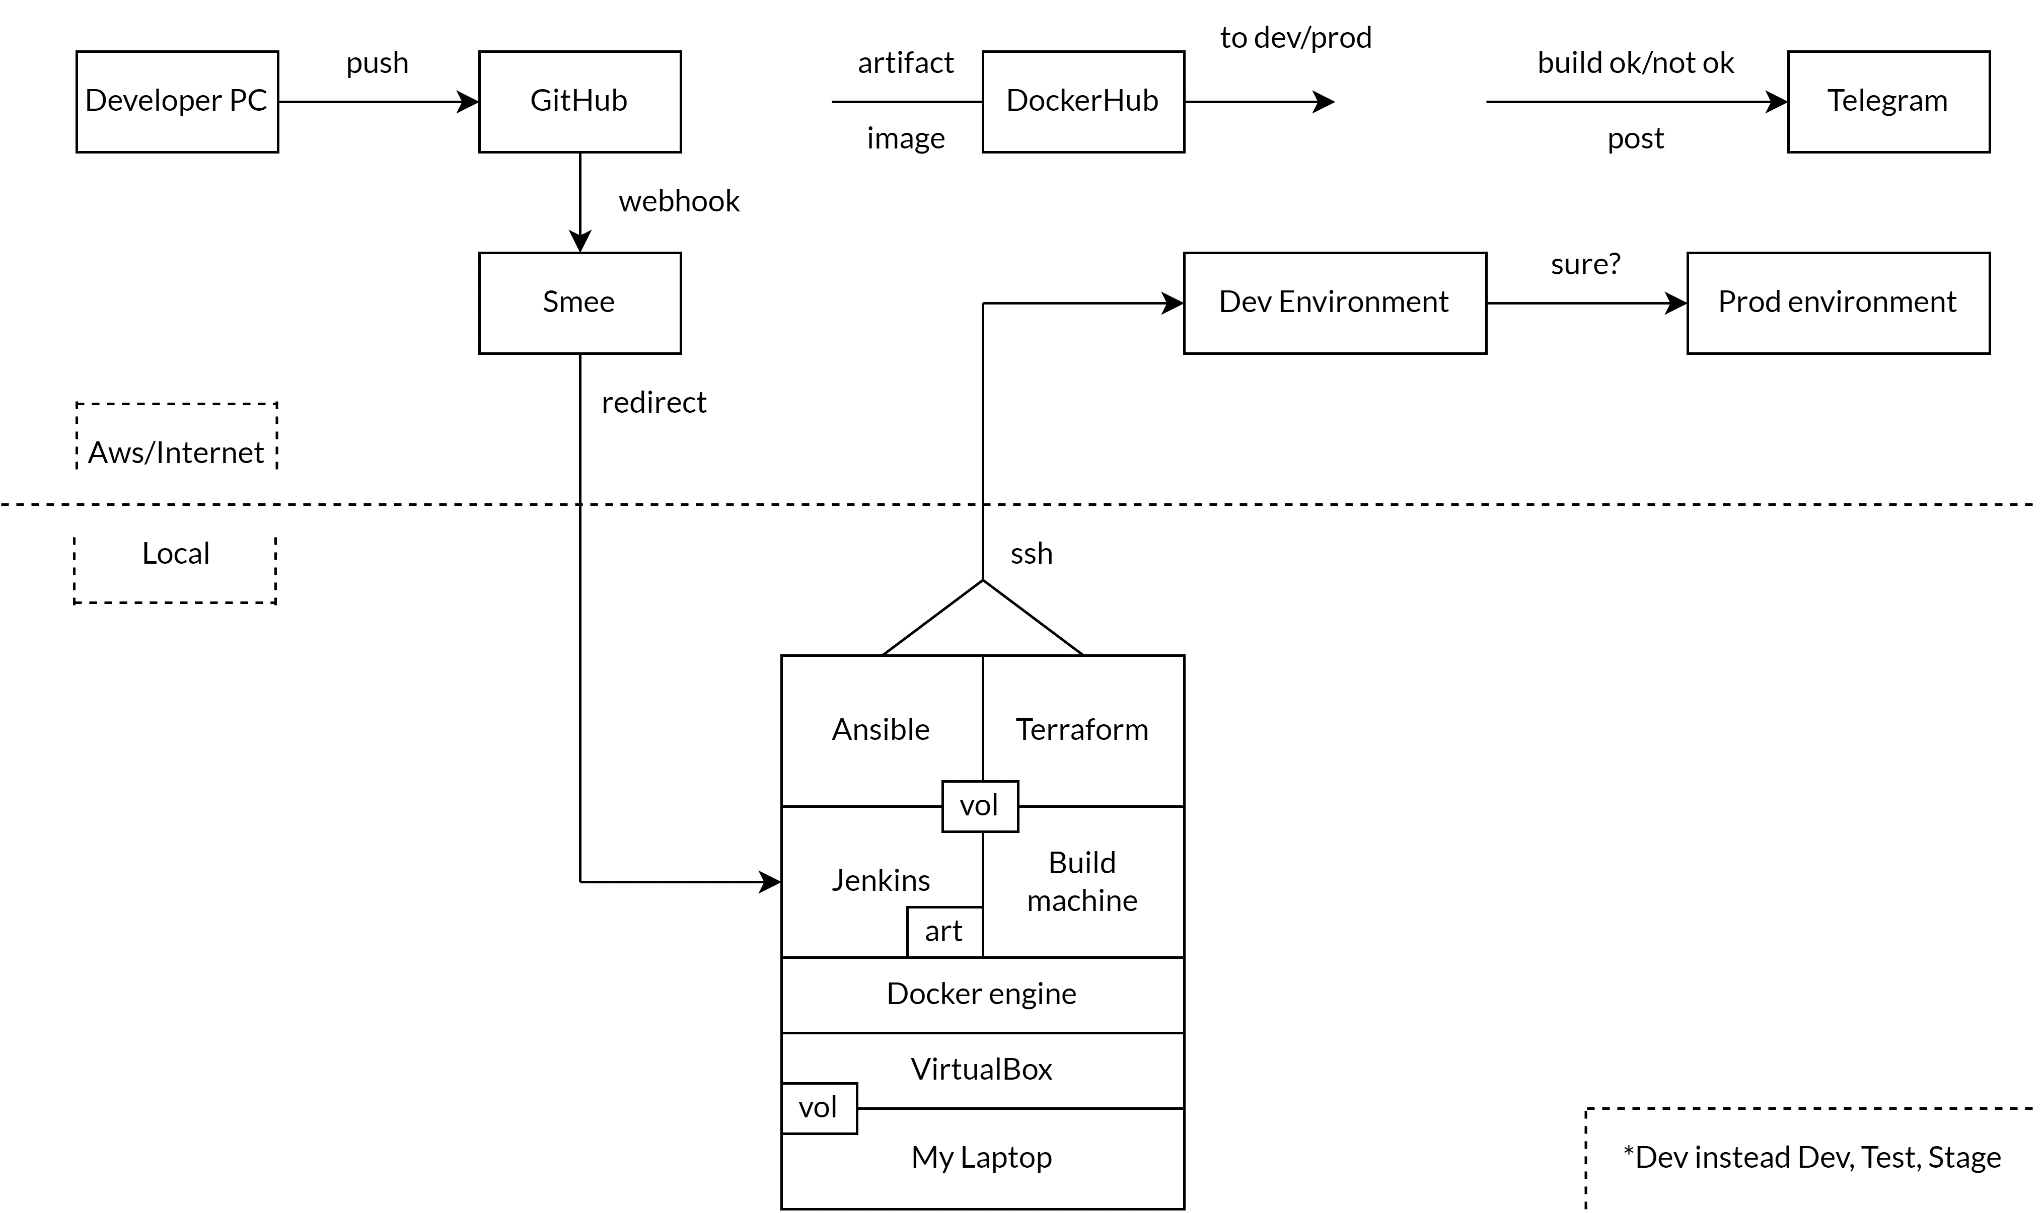 Developer PC
push
GitHub
artifact
image
DockerHub
to dev/prod
build ok/not ok
post
Telegram
webhook
Smee
Dev Environment
sure?
Prod environment
redirect
Aws/Internet
Local
ssh
Ansible
Terraform
vol
Jenkins
Build
machine
art
Docker engine
VirtualBox
vol
My Laptop
*Dev instead Dev, Test, Stage